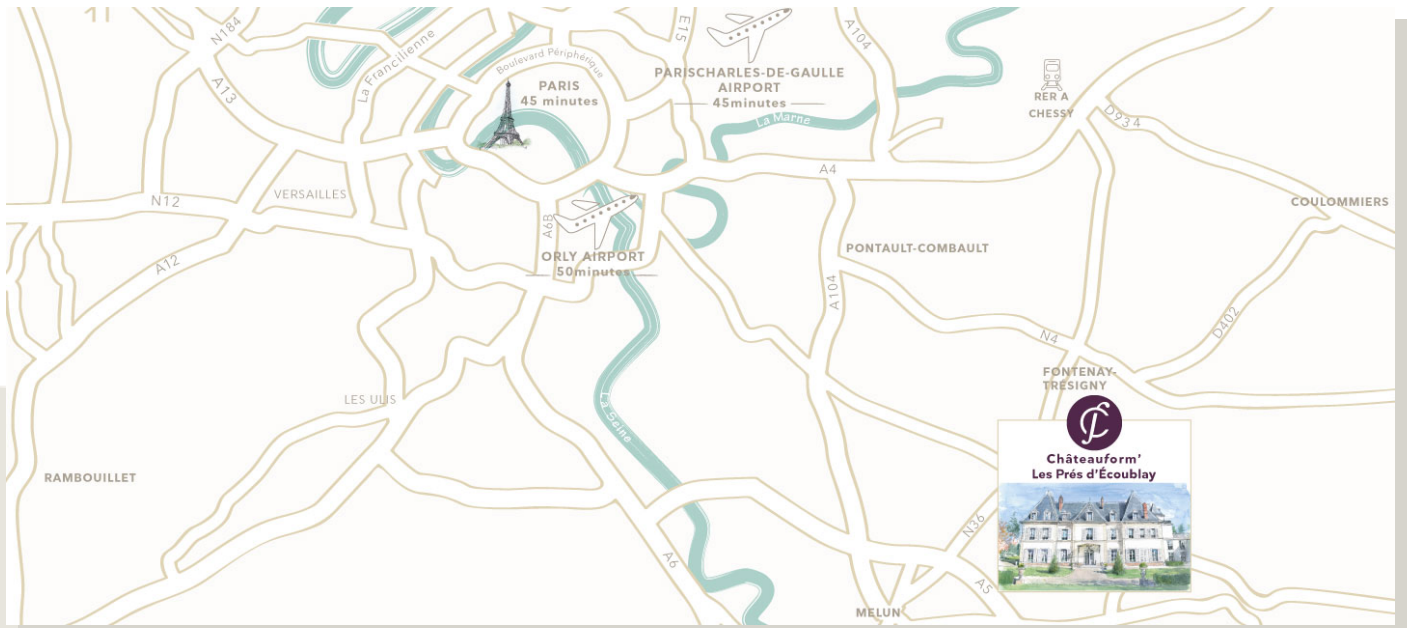 N184
La Francilienne
A13
Boulevard Périphérique
PARIS
45 minutes
E15
PARISCHARLES-DE-GAULLE
AIRPORT
45minutes
A104
La Marne
RER A
CHESSY
D934
A4
VERSAILLES
N12
A12
A6B
ORLY AIRPORT
50minutes
PONTAULT-COMBAULT
COULOMMIERS
A104
N4
D402
FONTENAY-
TRÉSIGNY
LES ULIS
La Seine
Châteauform'
Les Prés d'Écoublay
RAMBOUILLET
N36
A6
A5
MELUN